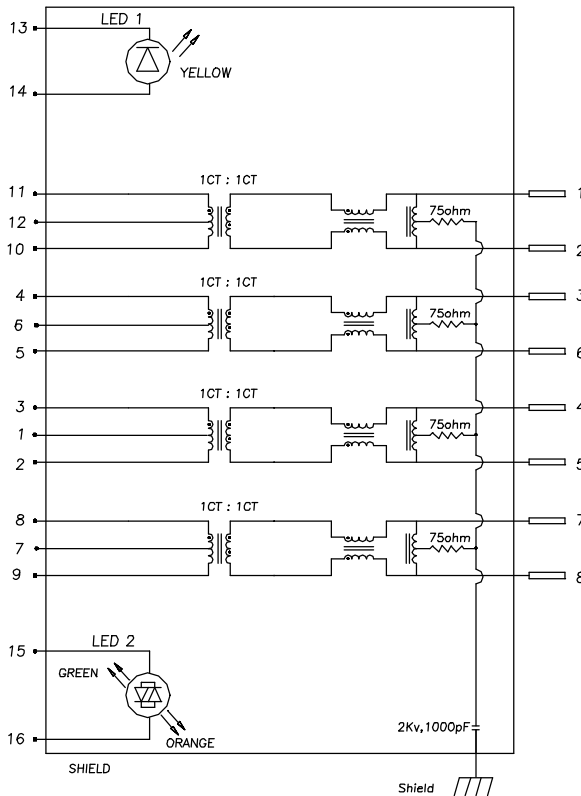 LED 1
13
14
YELLOW
1CT : 1CT
11
12
10
75ohm
1
2
1CT : 1CT
4
6
5
75ohm
3
6
1CT : 1CT
3
1
2
75ohm
4
5
1CT : 1CT
8
7
9
75ohm
7
8
LED 2
15
GREEN
16
ORANGE
2Kv,1000pF
SHIELD
Shield